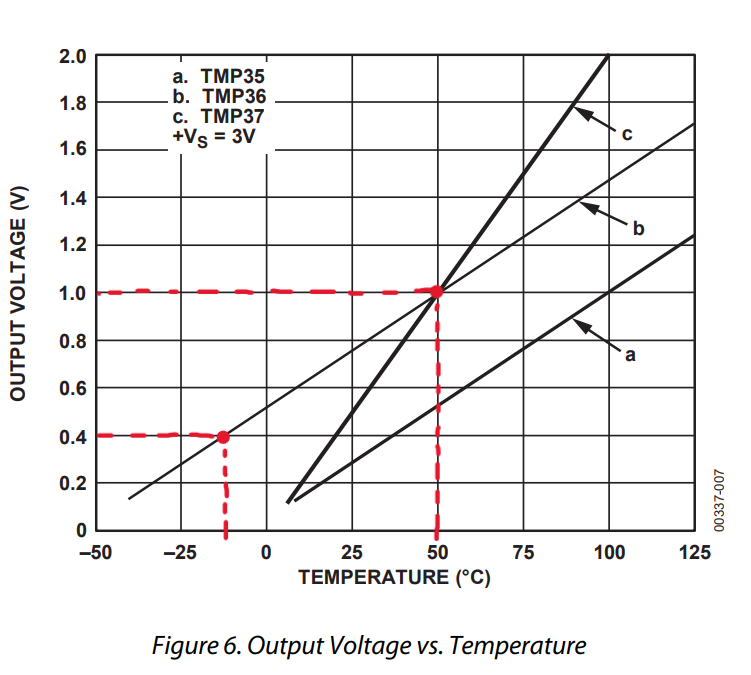 2.0
a. TMP35
b. TMP36
c. TMP37
+VS = 3V
1.8
c
1.6
1.4
b
1.2
1.0
0.8
a
0.6
0.4
0.2
0
OUTPUT VOLTAGE (V)
00337-007
–50 –25 0 25 50 75 100 125
TEMPERATURE (°C)
Figure 6. Output Voltage vs. Temperature